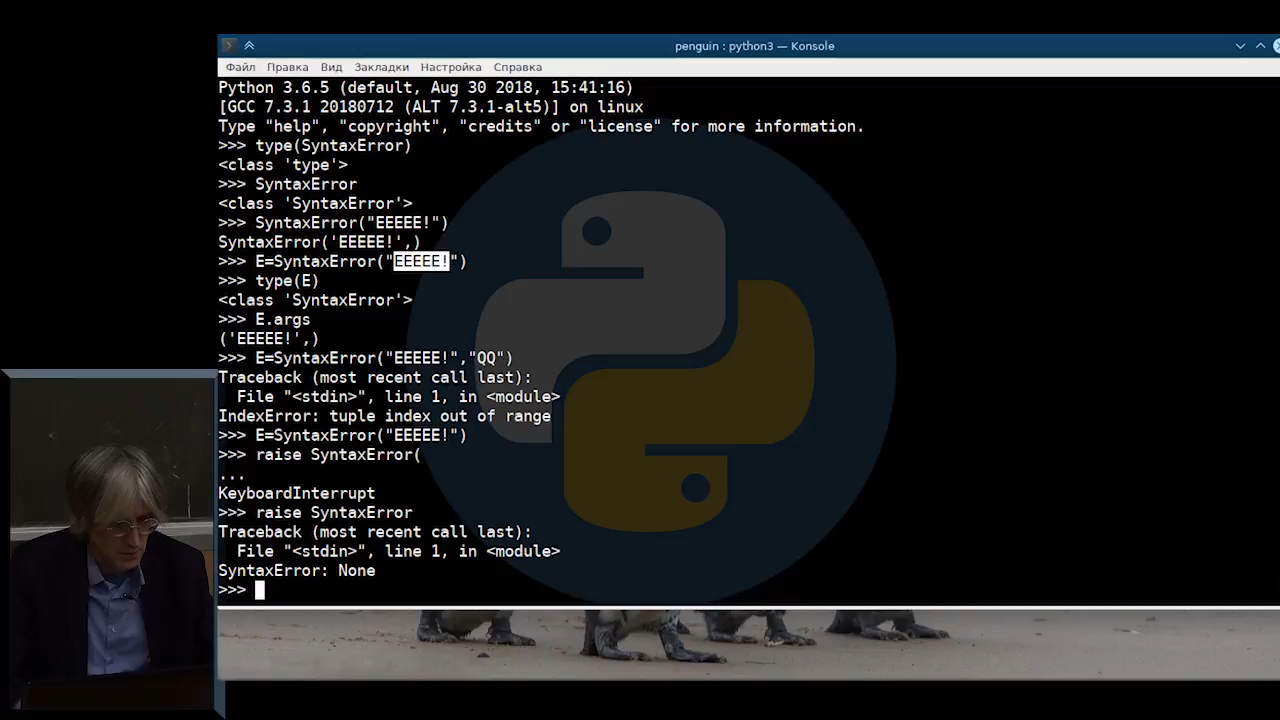 penguin : python3 — Konsole
Файл Правка Вид Закладки Настройка Справка
Python 3.6.5 (default, Aug 30 2018, 15:41:16)
[GCC 7.3.1 20180712 (ALT 7.3.1-alt5)] on linux
Type "help", "copyright", "credits" or "license" for more information.
>>> type(SyntaxError)
<class 'type'>
>>> SyntaxError
<class 'SyntaxError'>
>>> SyntaxError("EEEEE!")
SyntaxError('EEEEE!',)
>>> E=SyntaxError("EEEEE!")
>>> type(E)
<class 'SyntaxError'>
>>> E.args
('EEEEE!',)
>>> E=SyntaxError("EEEEE!","QQ")
Traceback (most recent call last):
  File "<stdin>", line 1, in <module>
IndexError: tuple index out of range
>>> E=SyntaxError("EEEEE!")
>>> raise SyntaxError(
...
KeyboardInterrupt
>>> raise SyntaxError
Traceback (most recent call last):
  File "<stdin>", line 1, in <module>
SyntaxError: None
>>>